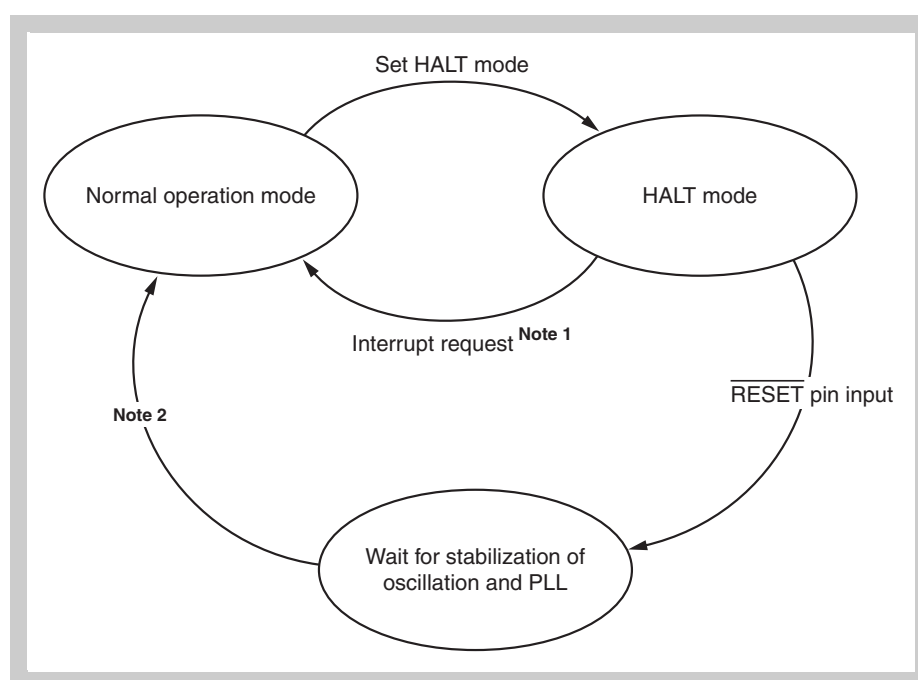 Set HALT mode
Normal operation mode
HALT mode
Interrupt request Note 1
RESET pin input
Note 2
Wait for stabilization of
oscillation and PLL